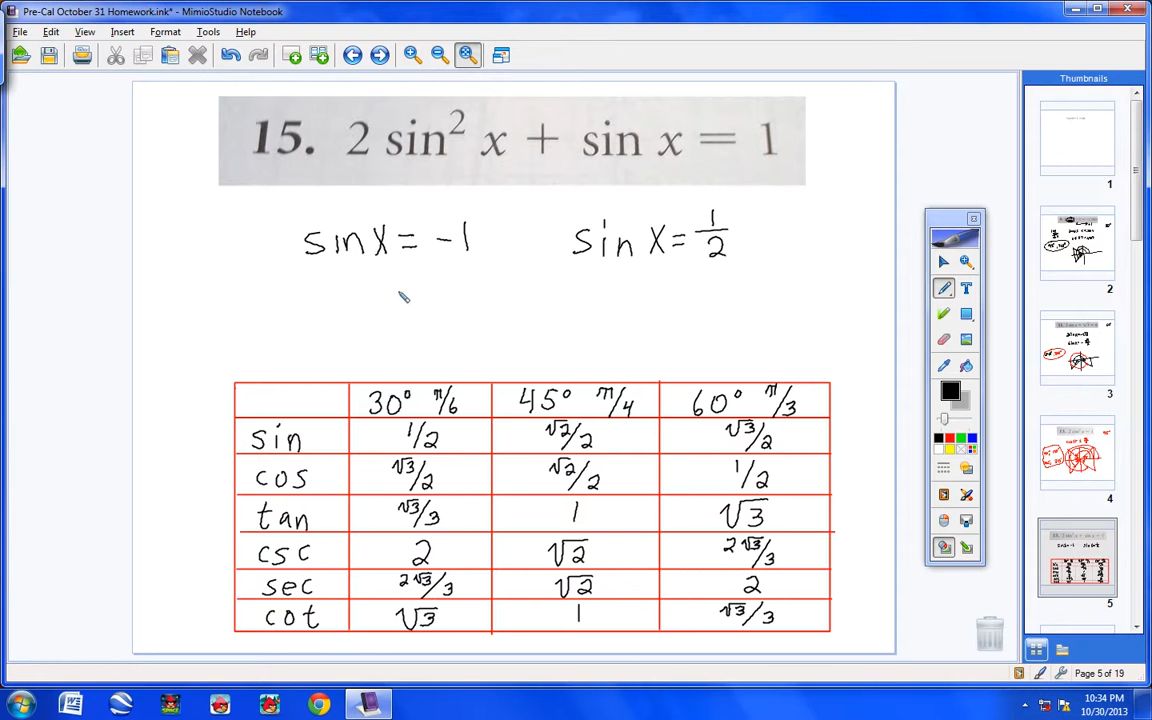 Pre-Cal October 31 Homework.ink* - MimioStudio Notebook
File Edit View Insert Format Tools Help
Thumbnails
15. 2 sin² x + sin x = 1
sin x = -1 sin x = 1/2
30° π/6 45° π/4 60° π/3
sin 1/2 √2/2 √3/2
cos √3/2 √2/2 1/2
tan √3/3 1 √3
csc 2 √2 2√3/3
sec 2√3/3 √2 2
cot √3 1 √3/3
1
2
3
4
5
Page 5 of 19
10:34 PM
10/30/2013